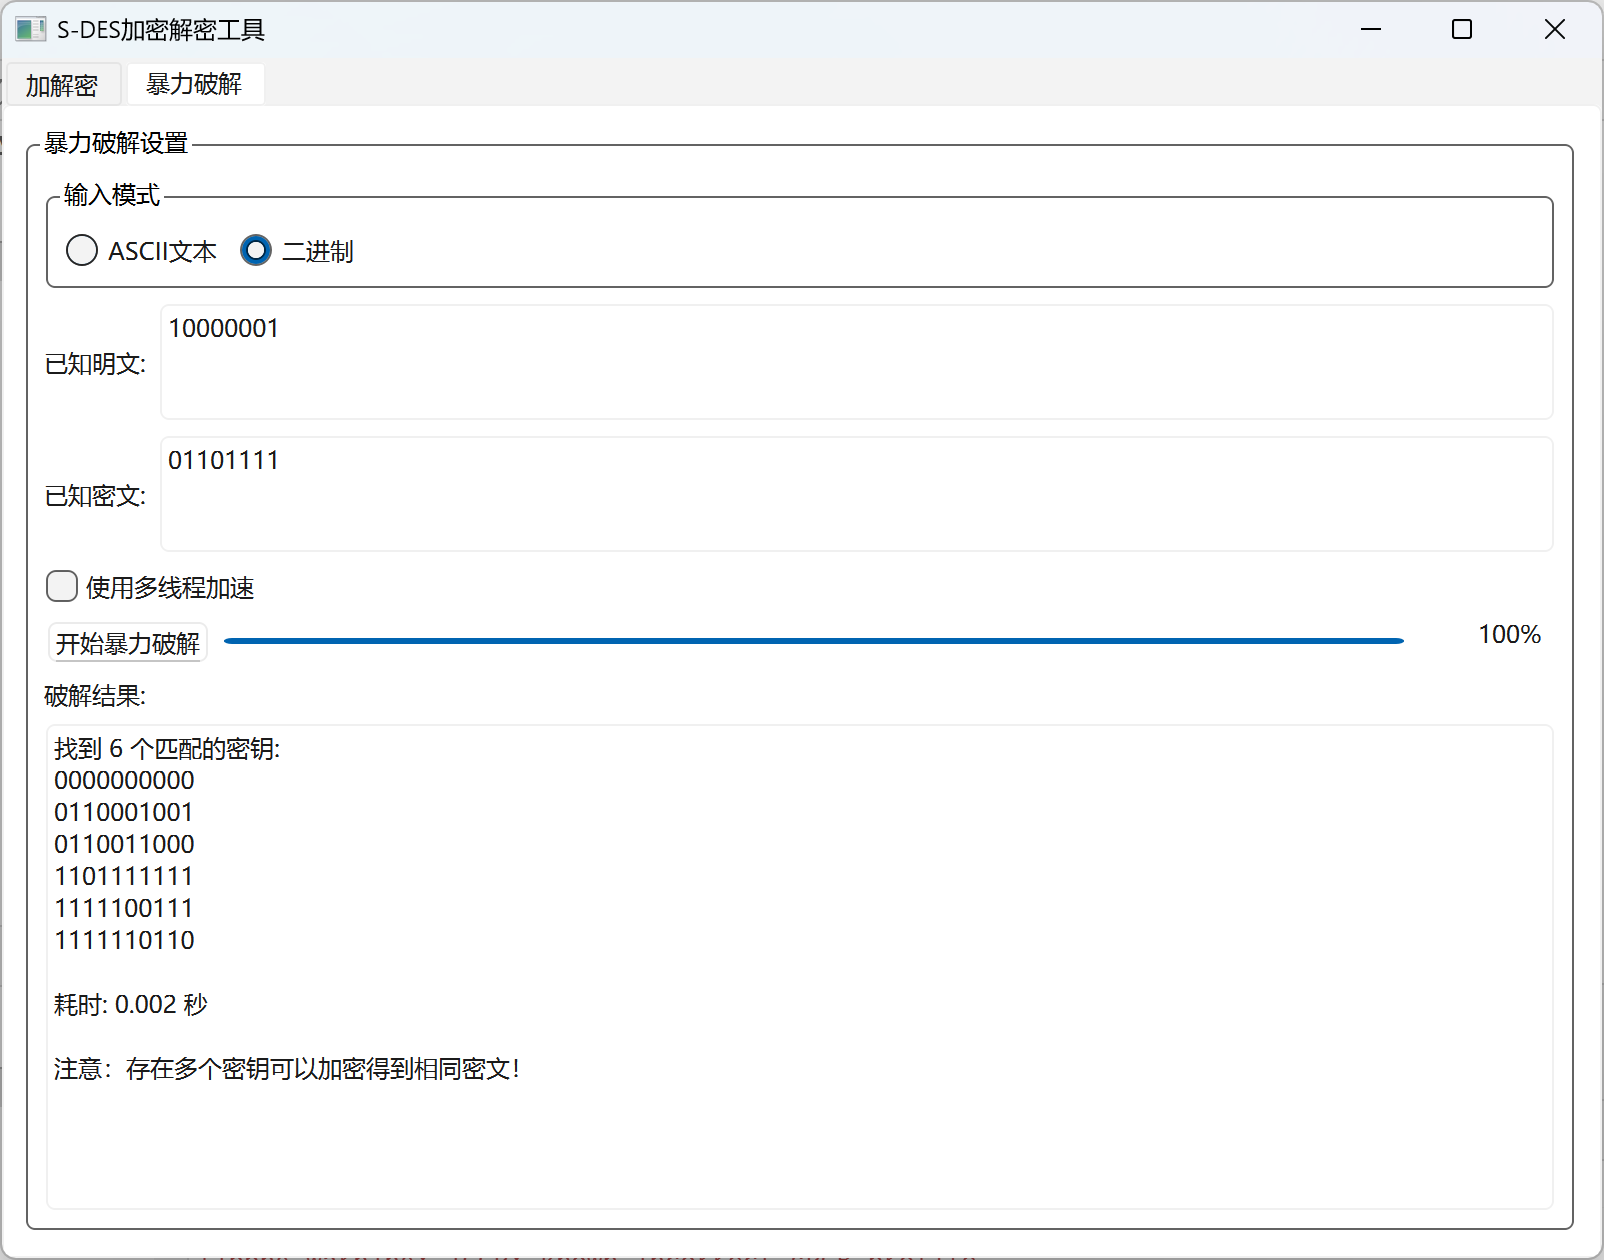 S-DES加密解密工具
加解密 暴力破解
暴力破解设置
输入模式
ASCII文本 二进制
已知明文: 10000001
已知密文: 01101111
使用多线程加速
开始暴力破解 100%
破解结果:
找到 6 个匹配的密钥:
0000000000
0110001001
0110011000
1101111111
1111100111
1111110110
耗时: 0.002 秒
注意：存在多个密钥可以加密得到相同密文！